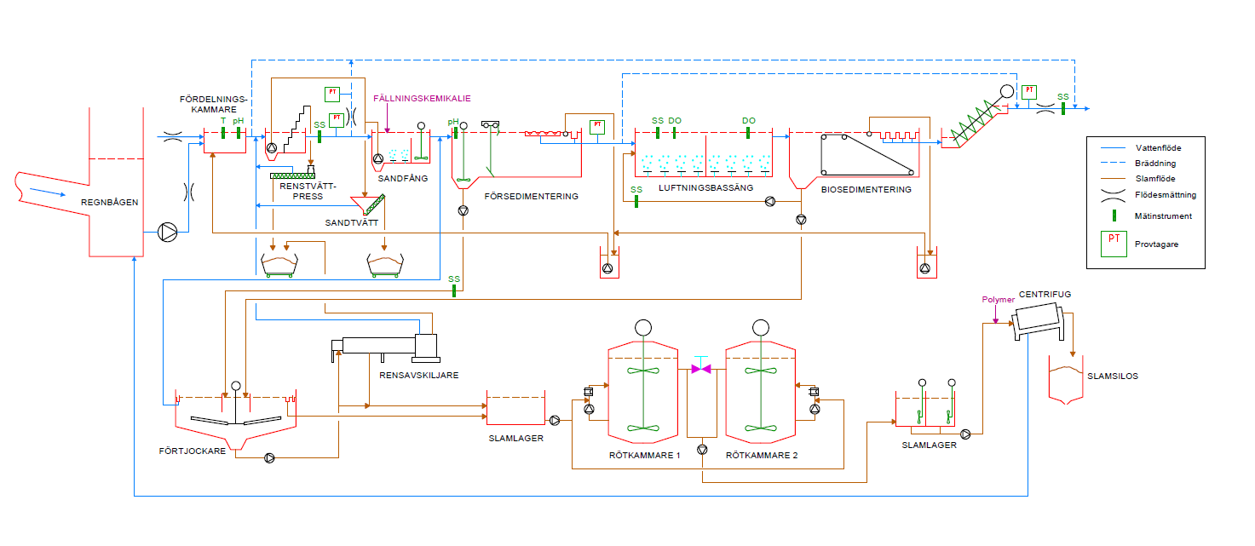 FÖRDELNINGS-
KAMMARE
T
pH
SS
PT
PT
FÄLLNINGSKEMIKALIE
pH
PT
SS
DO
DO
PT
SS
REGNBÅGEN
RENSTVÄTT-
PRESS
SANDFÅNG
SANDTVÄTT
FÖRSEDIMENTERING
LUFTNINGSBASSÄNG
SS
BIOSEDIMENTERING
Vattenflöde
Bräddning
Slamflöde
Flödesmättning
Mätinstrument
PT
Provtagare
SS
Polymer
CENTRIFUG
RENSAVSKILJARE
SLAMSILOS
FÖRTJOCKARE
SLAMLAGER
RÖTKAMMARE 1
RÖTKAMMARE 2
SLAMLAGER